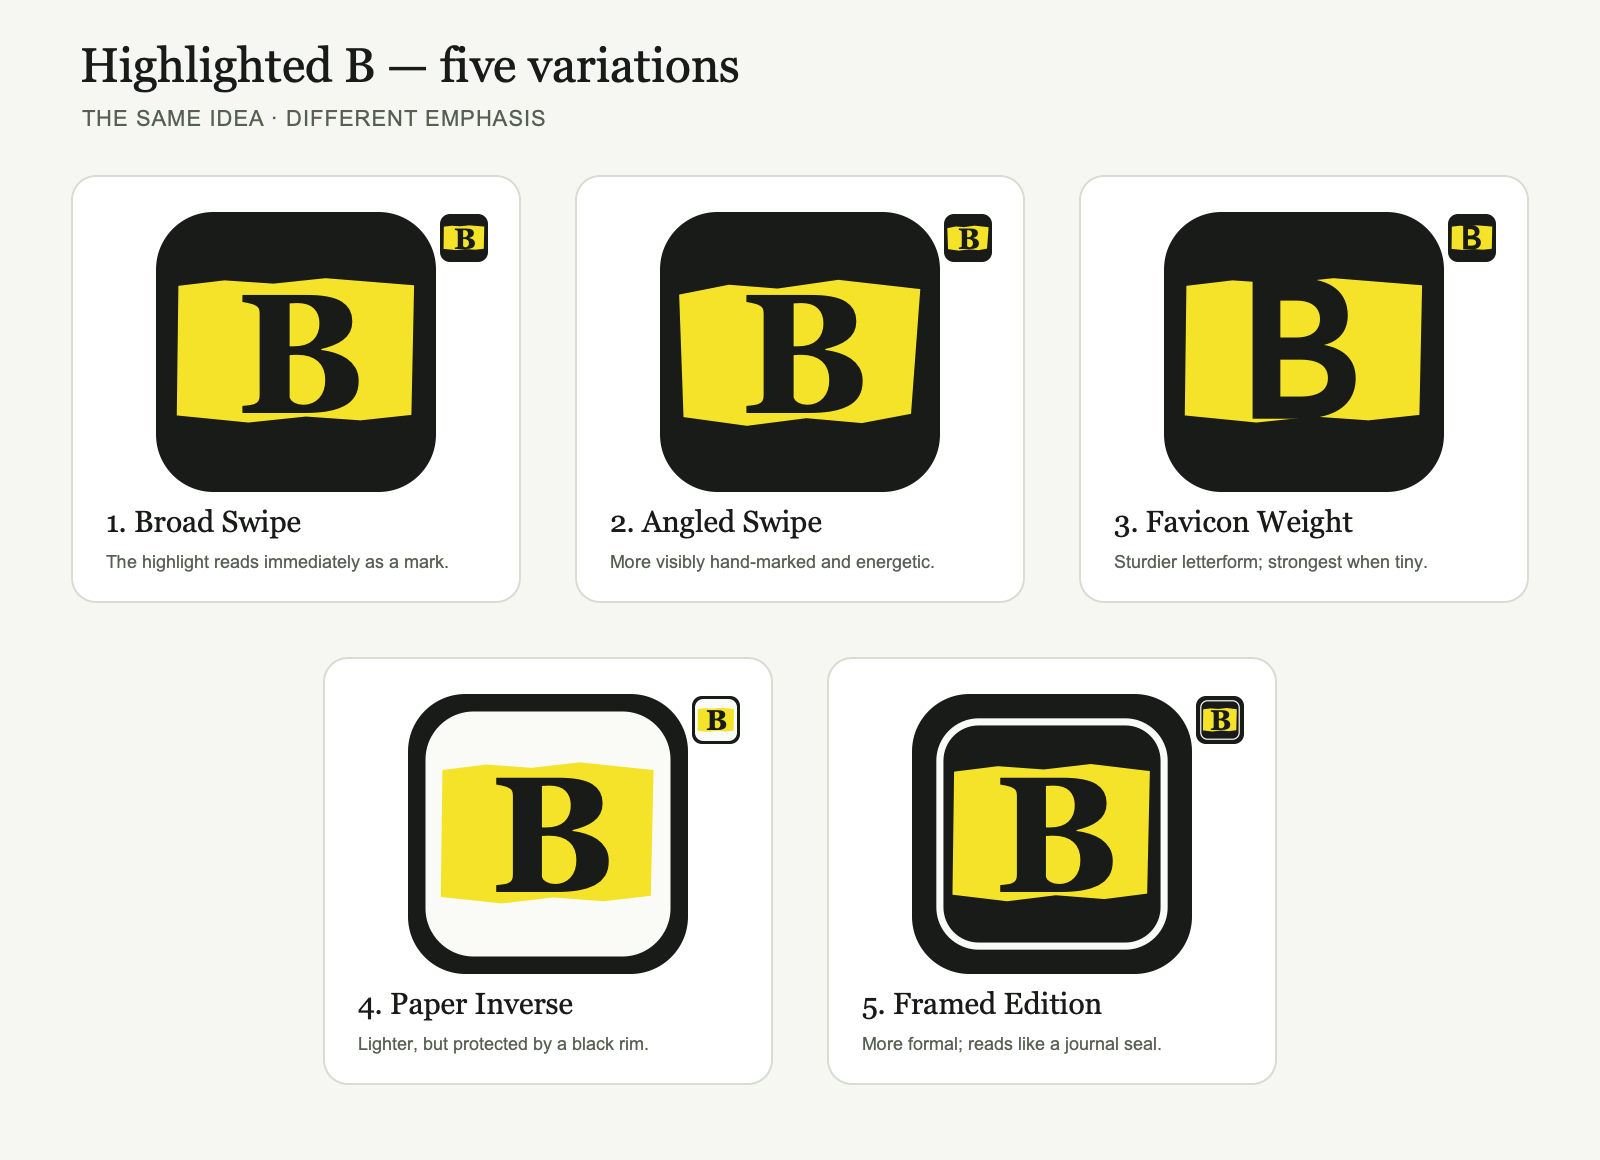 Highlighted B — five variations
THE SAME IDEA · DIFFERENT EMPHASIS
B
B
1. Broad Swipe
The highlight reads immediately as a mark.
B
B
2. Angled Swipe
More visibly hand-marked and energetic.
B
B
3. Favicon Weight
Sturdier letterform; strongest when tiny.
B
B
4. Paper Inverse
Lighter, but protected by a black rim.
B
B
5. Framed Edition
More formal; reads like a journal seal.